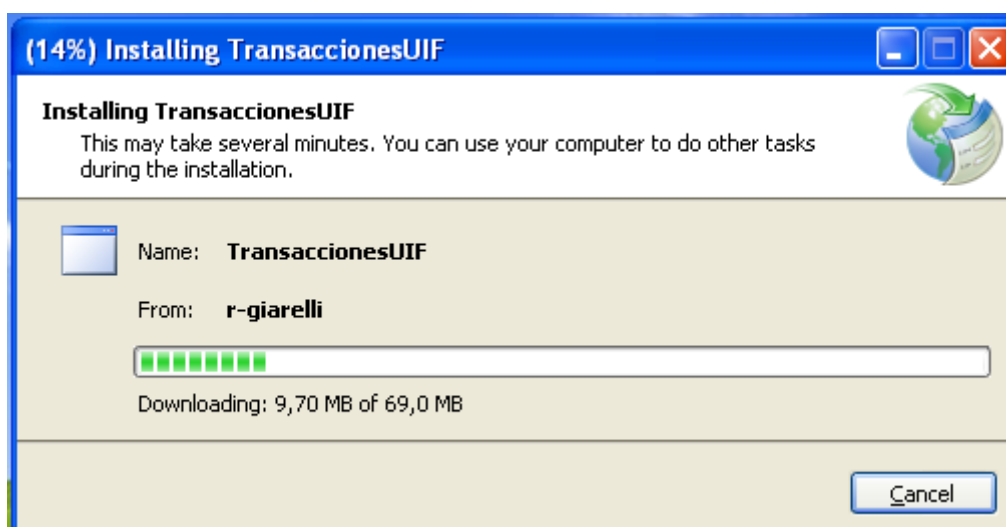 (14%) Installing TransaccionesUIF
Installing TransaccionesUIF
This may take several minutes. You can use your computer to do other tasks
during the installation.
Name: TransaccionesUIF
From: r-giarelli
Downloading: 9,70 MB of 69,0 MB
Cancel